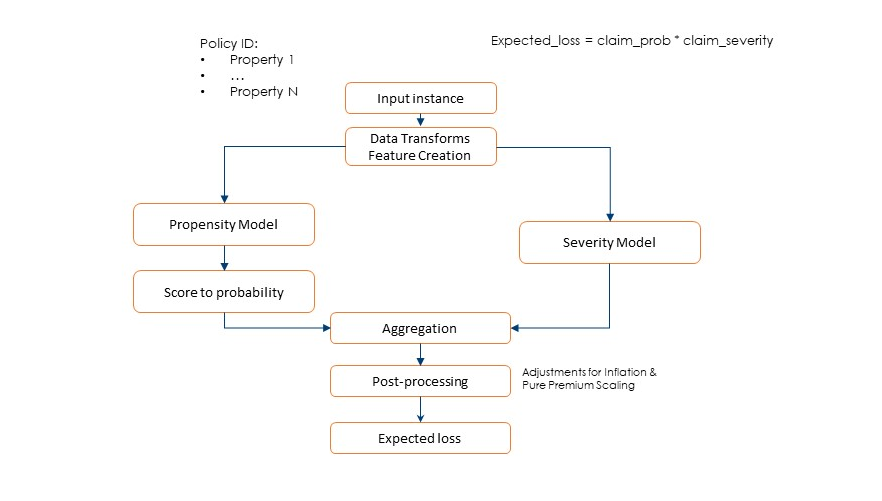 Policy ID:
• Property 1
• ...
• Property N
Expected_loss = claim_prob * claim_severity
Input instance
Data Transforms
Feature Creation
Propensity Model
Severity Model
Score to probability
Aggregation
Post-processing
Adjustments for Inflation &
Pure Premium Scaling
Expected loss